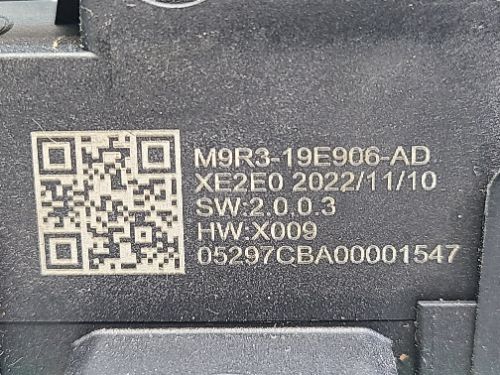 M9R3-19E906-AD
XE2E0 2022/11/10
SW:2.0.0.3
HW:X009
05297CBA00001547